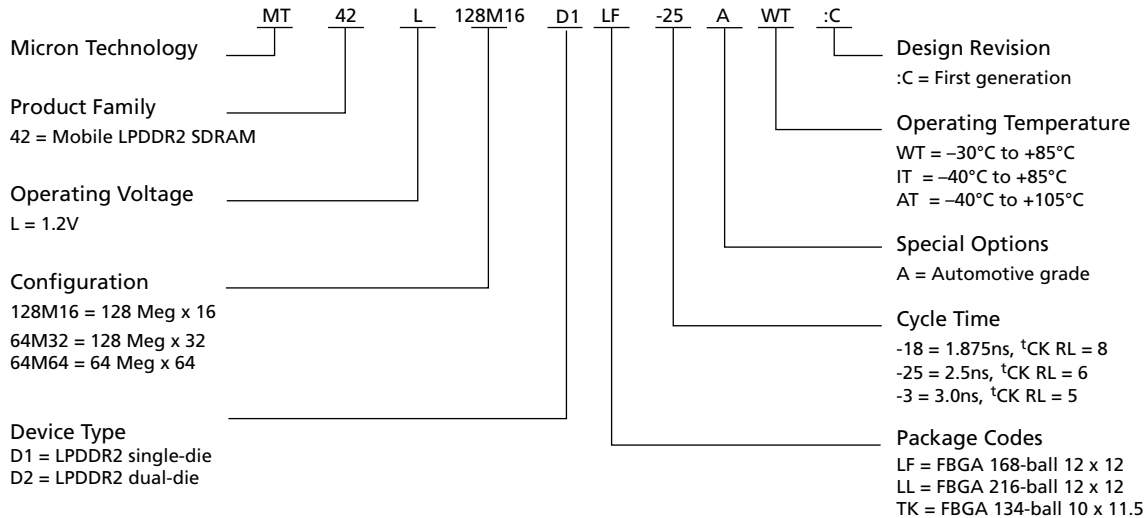 MT 42 L 128M16 D1 LF -25 A WT :C
Micron Technology
Product Family
42 = Mobile LPDDR2 SDRAM
Operating Voltage
L = 1.2V
Configuration
128M16 = 128 Meg x 16
64M32 = 128 Meg x 32
64M64 = 64 Meg x 64
Device Type
D1 = LPDDR2 single-die
D2 = LPDDR2 dual-die
Design Revision
:C = First generation
Operating Temperature
WT = –30°C to +85°C
IT = –40°C to +85°C
AT = –40°C to +105°C
Special Options
A = Automotive grade
Cycle Time
-18 = 1.875ns, tCK RL = 8
-25 = 2.5ns, tCK RL = 6
-3 = 3.0ns, tCK RL = 5
Package Codes
LF = FBGA 168-ball 12 x 12
LL = FBGA 216-ball 12 x 12
TK = FBGA 134-ball 10 x 11.5